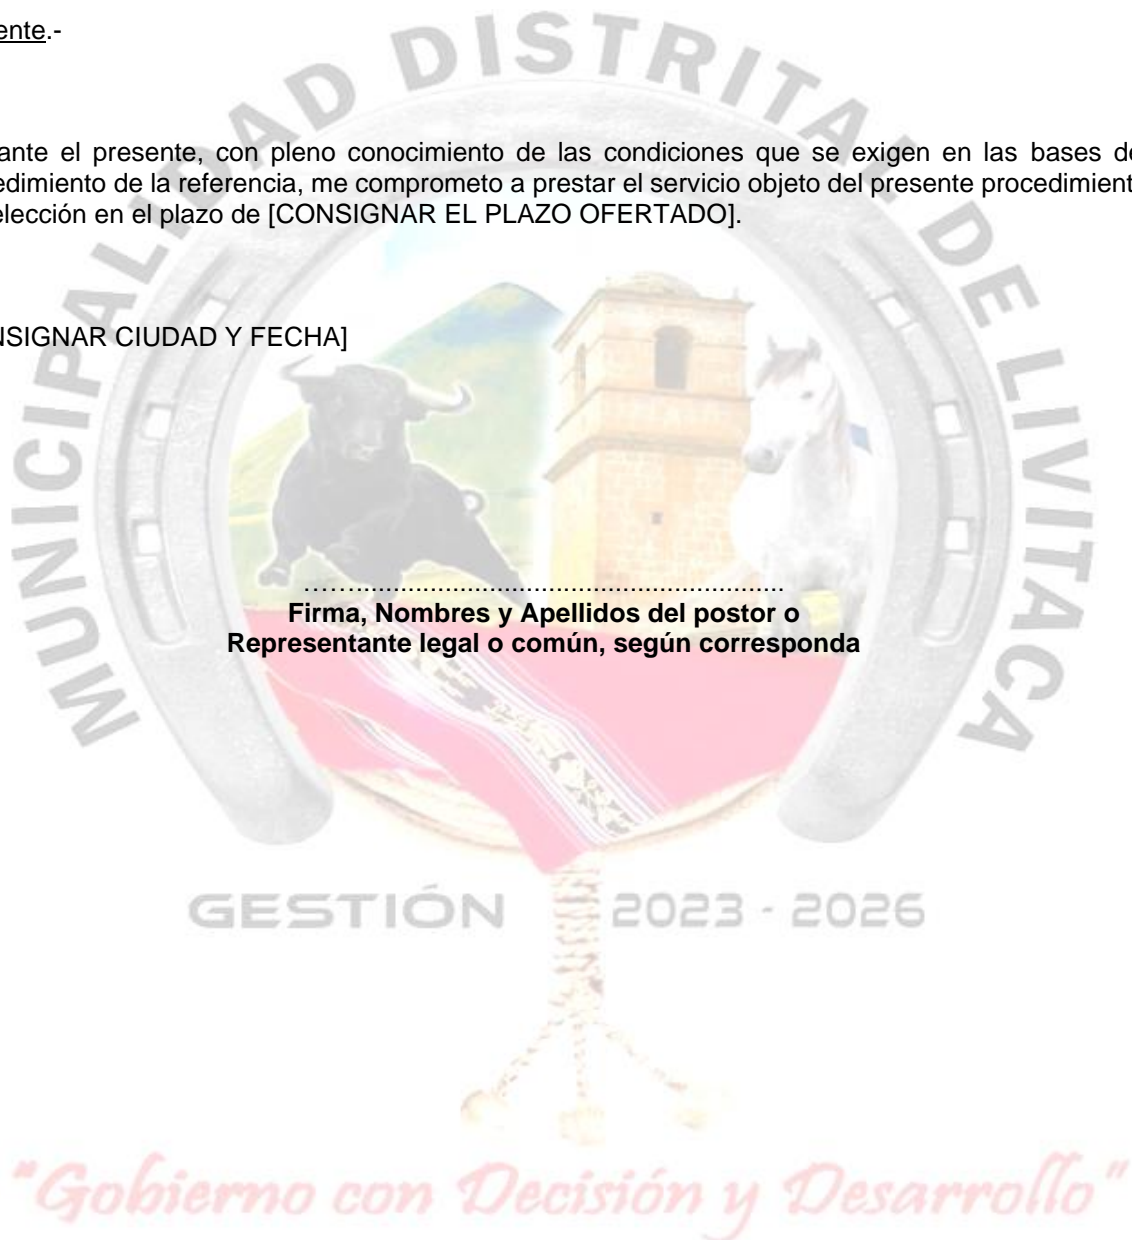 ente.-
ante el presente, con pleno conocimiento de las condiciones que se exigen en las bases de
edimiento de la referencia, me comprometo a prestar el servicio objeto del presente procedimient
elección en el plazo de [CONSIGNAR EL PLAZO OFERTADO].
NSIGNAR CIUDAD Y FECHA]
……..........................................................
Firma, Nombres y Apellidos del postor o
Representante legal o común, según corresponda
MUNICIPALIDAD DISTRITAL DE LIVITACA
GESTIÓN 2023 - 2026
"Gobierno con Decisión y Desarrollo"